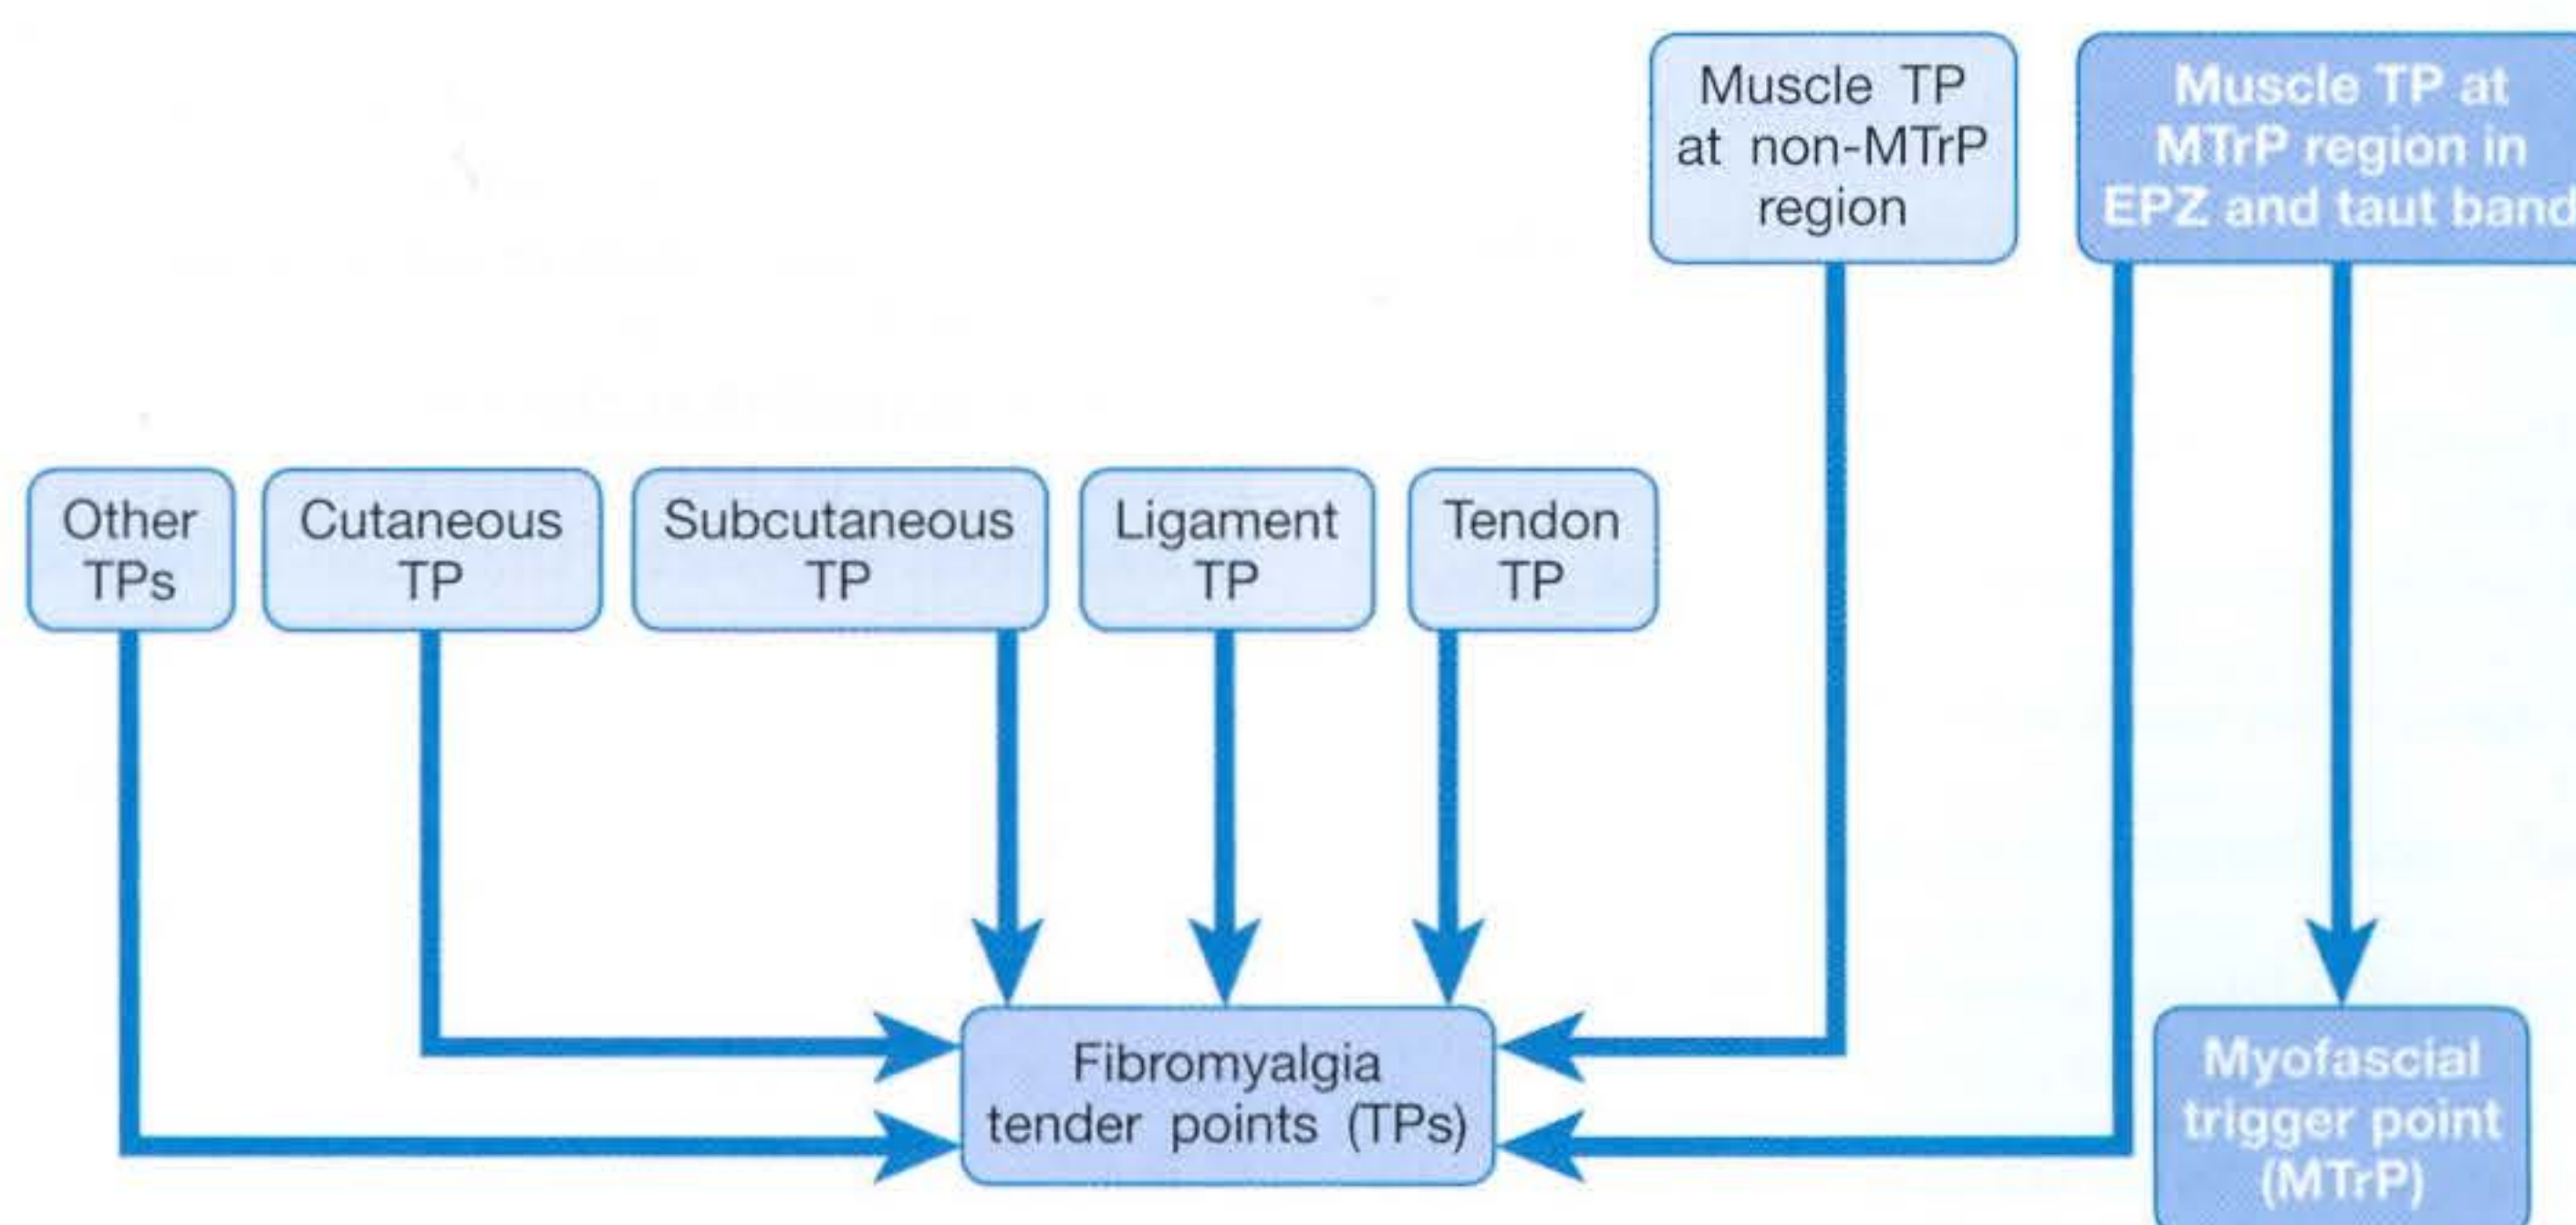 Muscle TP
at non-MTrP
region
Muscle TP at
MTrP region in
EPZ and taut band
Other
TPs
Cutaneous
TP
Subcutaneous
TP
Ligament
TP
Tendon
TP
Fibromyalgia
tender points (TPs)
Myofascial
trigger point
(MTrP)